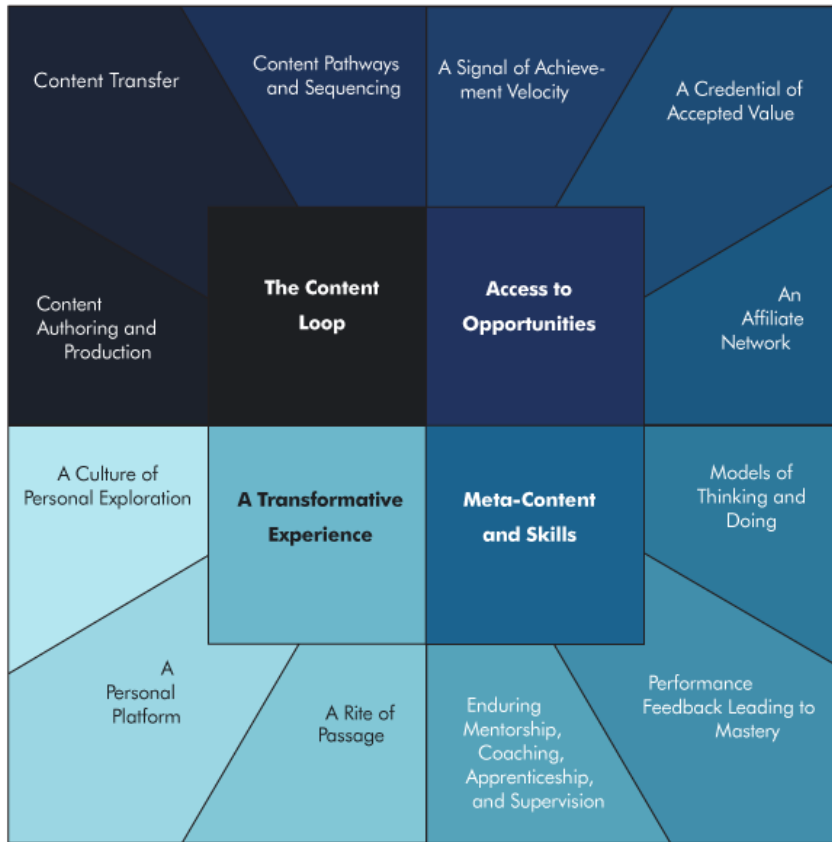 Content Transfer
Content Pathways
and Sequencing
A Signal of Achieve-
ment Velocity
A Credential of
Accepted Value
Content
Authoring and
Production
The Content
Loop
Access to
Opportunities
An
Affiliate
Network
A Culture of
Personal Exploration
A Transformative
Experience
Meta-Content
and Skills
Models of
Thinking and
Doing
A
Personal
Platform
A Rite of
Passage
Enduring
Mentorship,
Coaching,
Apprenticeship,
and Supervision
Performance
Feedback Leading to
Mastery